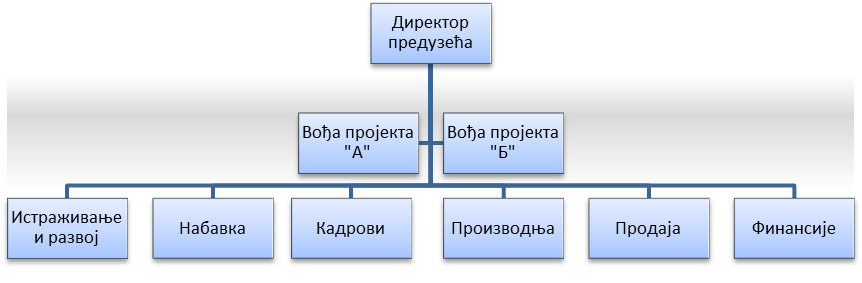 Директор
предузећа
Вођа пројекта
"А"
Вођа пројекта
"Б"
Истраживање
и развој
Набавка
Кадрови
Производња
Продаја
Финансије